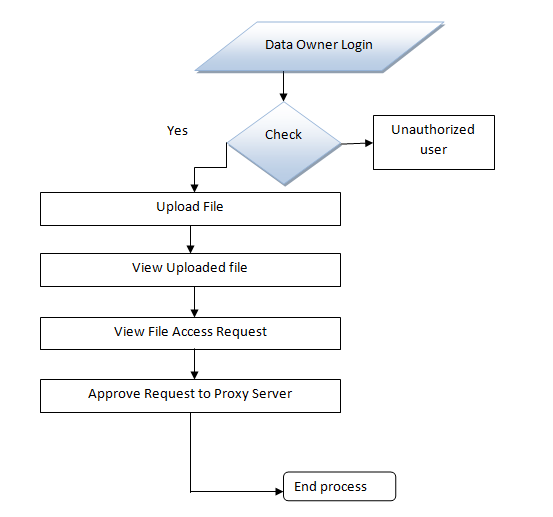 Data Owner Login
Yes
Check
Unauthorized
user
Upload File
View Uploaded file
View File Access Request
Approve Request to Proxy Server
End process